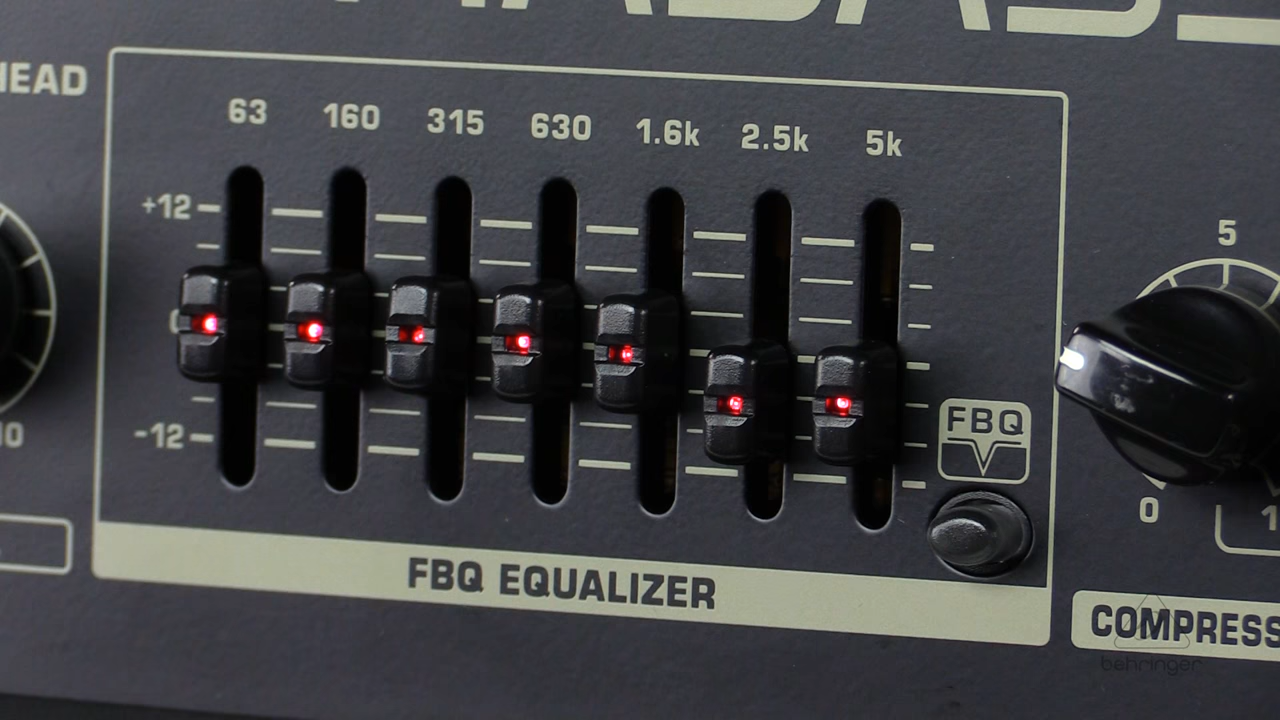 HEAD
63 160 315 630 1.6k 2.5k 5k
+12
-12
FBQ
FBQ EQUALIZER
5
0
COMPRESS
behringer